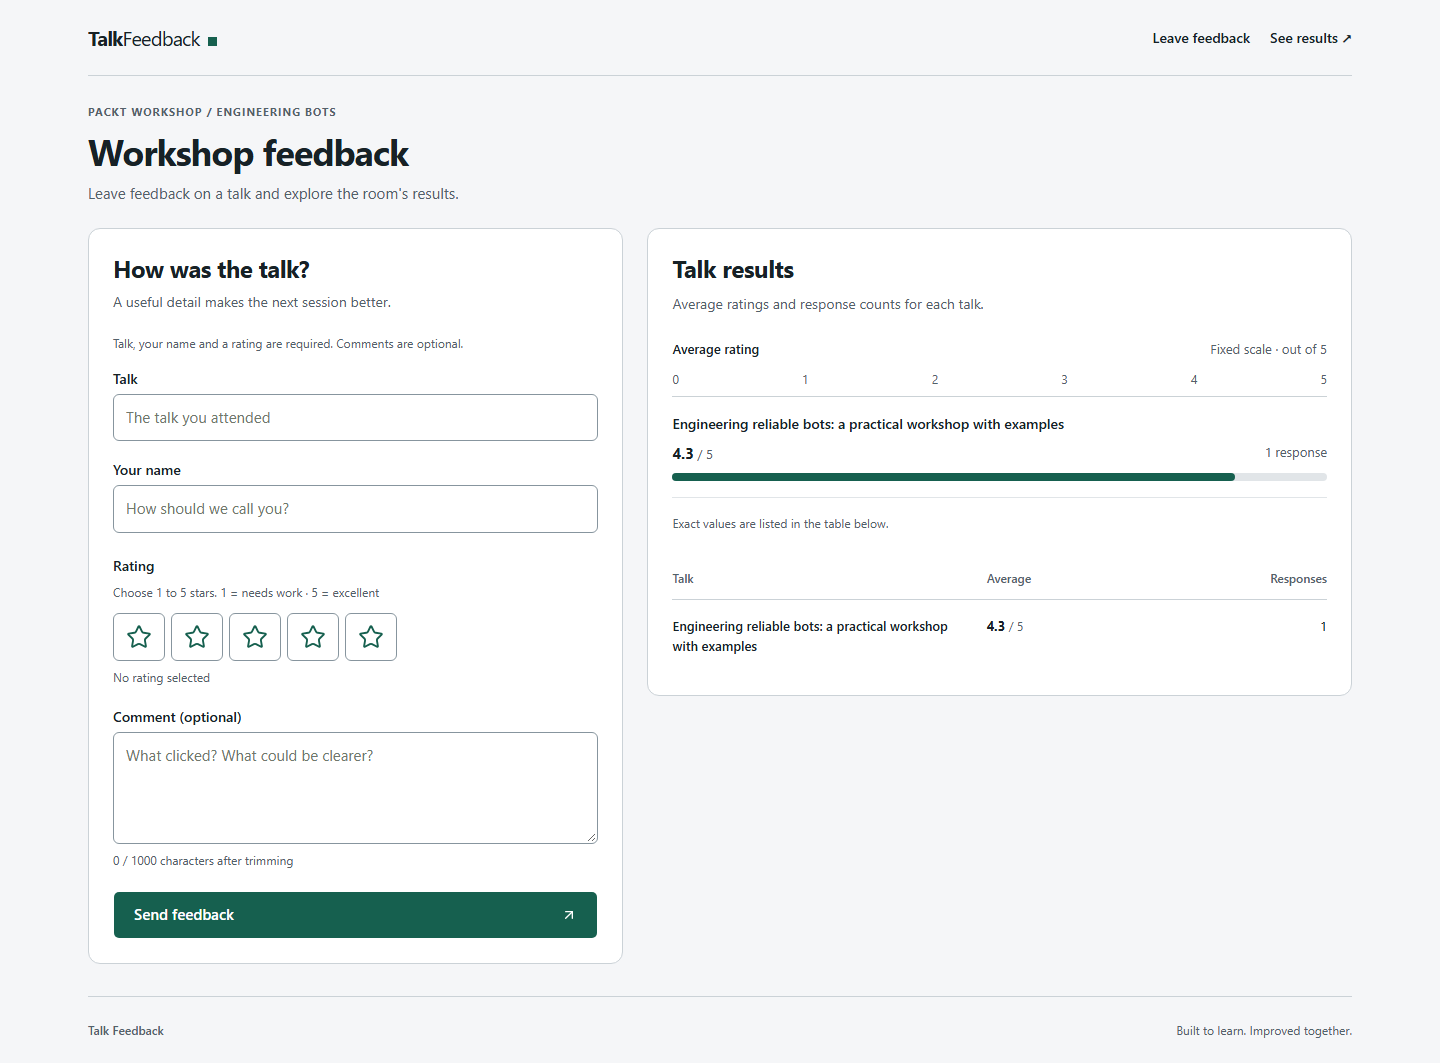 TalkFeedback
Leave feedback
See results ↗
PACKT WORKSHOP / ENGINEERING BOTS
Workshop feedback
Leave feedback on a talk and explore the room's results.
How was the talk?
A useful detail makes the next session better.
Talk, your name and a rating are required. Comments are optional.
Talk
The talk you attended
Your name
How should we call you?
Rating
Choose 1 to 5 stars. 1 = needs work · 5 = excellent
No rating selected
Comment (optional)
What clicked? What could be clearer?
0 / 1000 characters after trimming
Send feedback
Talk results
Average ratings and response counts for each talk.
Average rating
Fixed scale · out of 5
0 1 2 3 4 5
Engineering reliable bots: a practical workshop with examples
4.3 / 5
1 response
Exact values are listed in the table below.
Talk Average Responses
Engineering reliable bots: a practical workshop 4.3 / 5 1
with examples
Talk Feedback
Built to learn. Improved together.